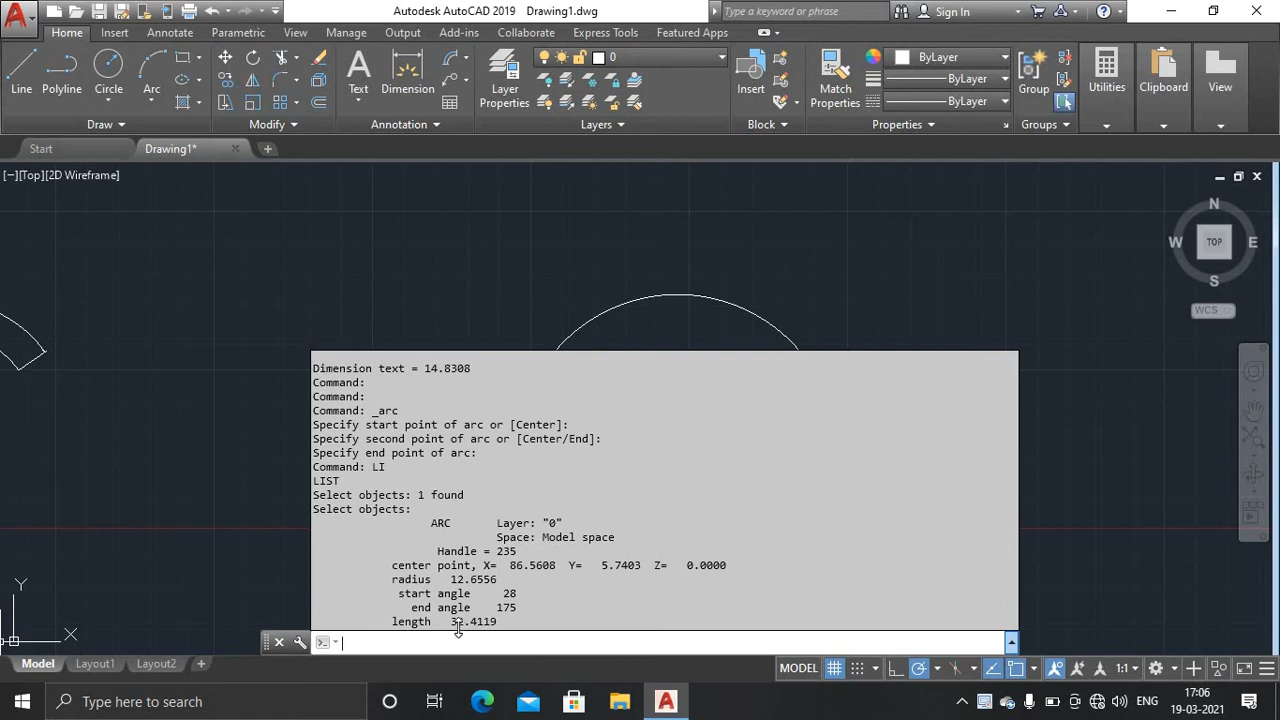 Autodesk AutoCAD 2019 Drawing1.dwg
Type a keyword or phrase
Sign In
Home Insert Annotate Parametric View Manage Output Add-ins Collaborate Express Tools Featured Apps
Line Polyline Circle Arc
Text Dimension
Layer Properties
0
Insert
Match Properties
ByLayer
ByLayer
ByLayer
Group
Utilities
Clipboard
View
Draw Modify Annotation Layers Block Properties Groups
Start Drawing1*
[−][Top][2D Wireframe]
N
W TOP E
S
WCS
Dimension text = 14.8308
Command:
Command:
Command: _arc
Specify start point of arc or [Center]:
Specify second point of arc or [Center/End]:
Specify end point of arc:
Command: LI
LIST
Select objects: 1 found
Select objects:
ARC Layer: "0"
Space: Model space
Handle = 235
center point, X= 86.5608 Y= 5.7403 Z= 0.0000
radius 12.6556
start angle 28
end angle 175
length 32.4119
Y
X
Model Layout1 Layout2
MODEL 1:1
Type here to search
ENG
17:06
19-03-2021